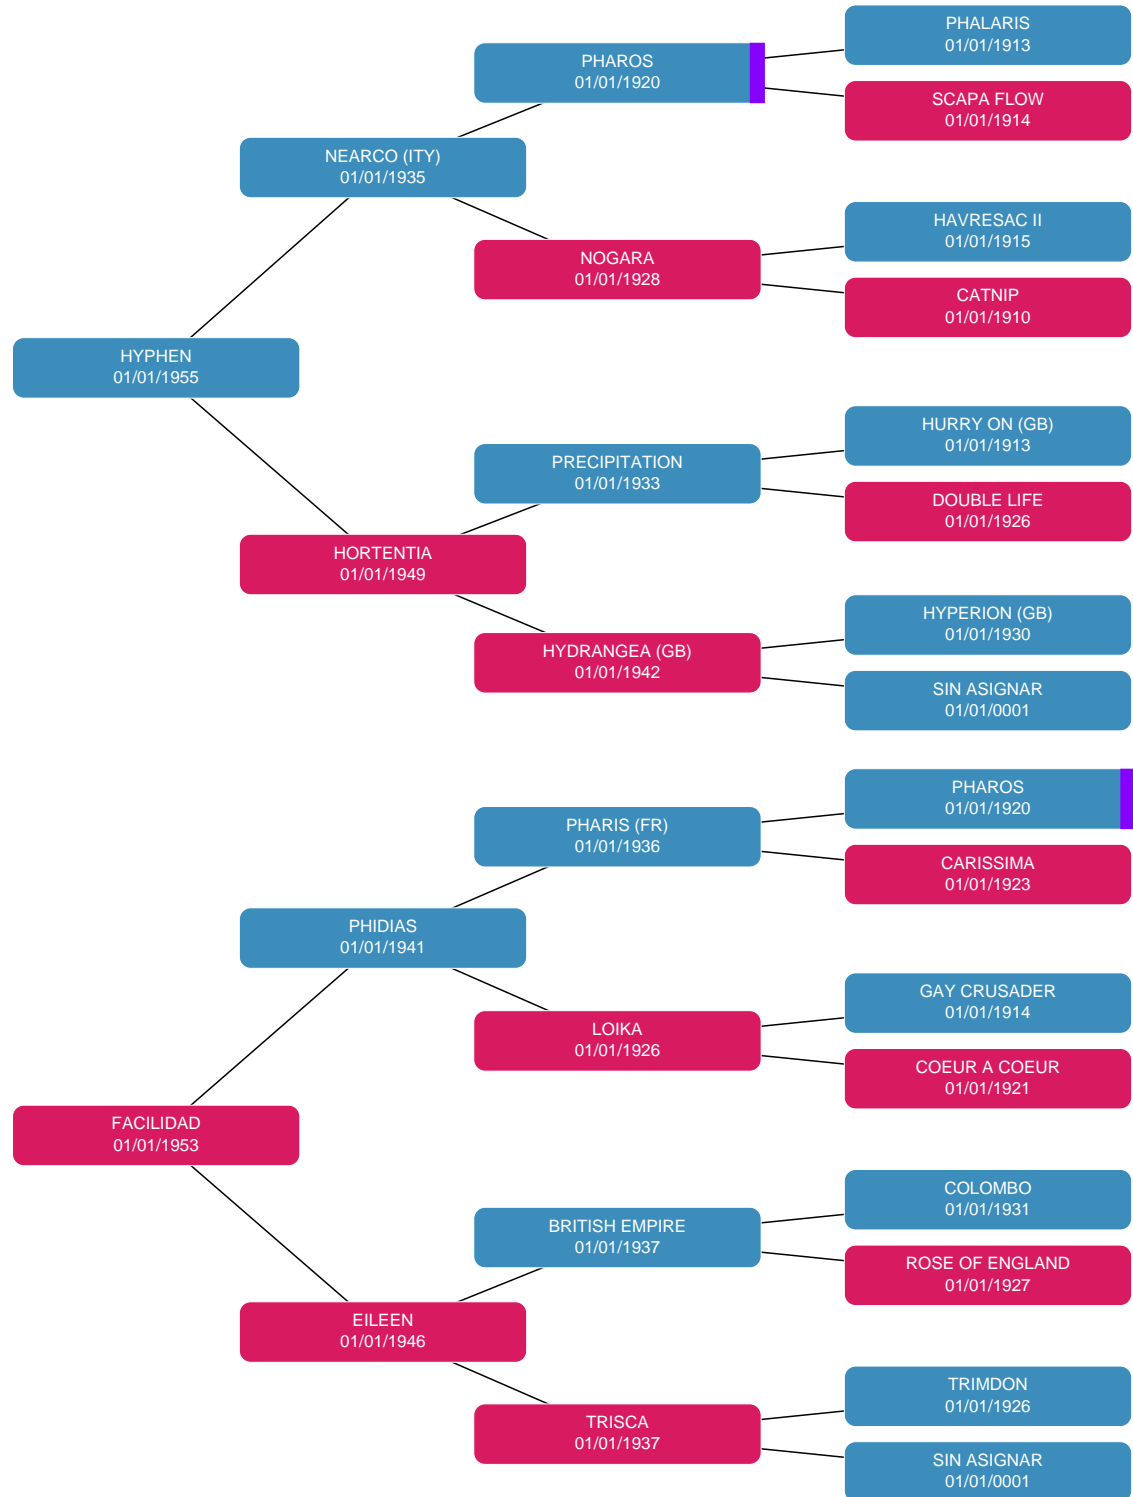 PHALARIS
01/01/1913
PHAROS
01/01/1920
SCAPA FLOW
01/01/1914
NEARCO (ITY)
01/01/1935
HAVRESAC II
01/01/1915
NOGARA
01/01/1928
CATNIP
01/01/1910
HYPHEN
01/01/1955
HURRY ON (GB)
01/01/1913
PRECIPITATION
01/01/1933
DOUBLE LIFE
01/01/1926
HORTENTIA
01/01/1949
HYPERION (GB)
01/01/1930
HYDRANGEA (GB)
01/01/1942
SIN ASIGNAR
01/01/0001
PHAROS
01/01/1920
PHARIS (FR)
01/01/1936
CARISSIMA
01/01/1923
PHIDIAS
01/01/1941
GAY CRUSADER
01/01/1914
LOIKA
01/01/1926
COEUR A COEUR
01/01/1921
FACILIDAD
01/01/1953
COLOMBO
01/01/1931
BRITISH EMPIRE
01/01/1937
ROSE OF ENGLAND
01/01/1927
EILEEN
01/01/1946
TRIMDON
01/01/1926
TRISCA
01/01/1937
SIN ASIGNAR
01/01/0001